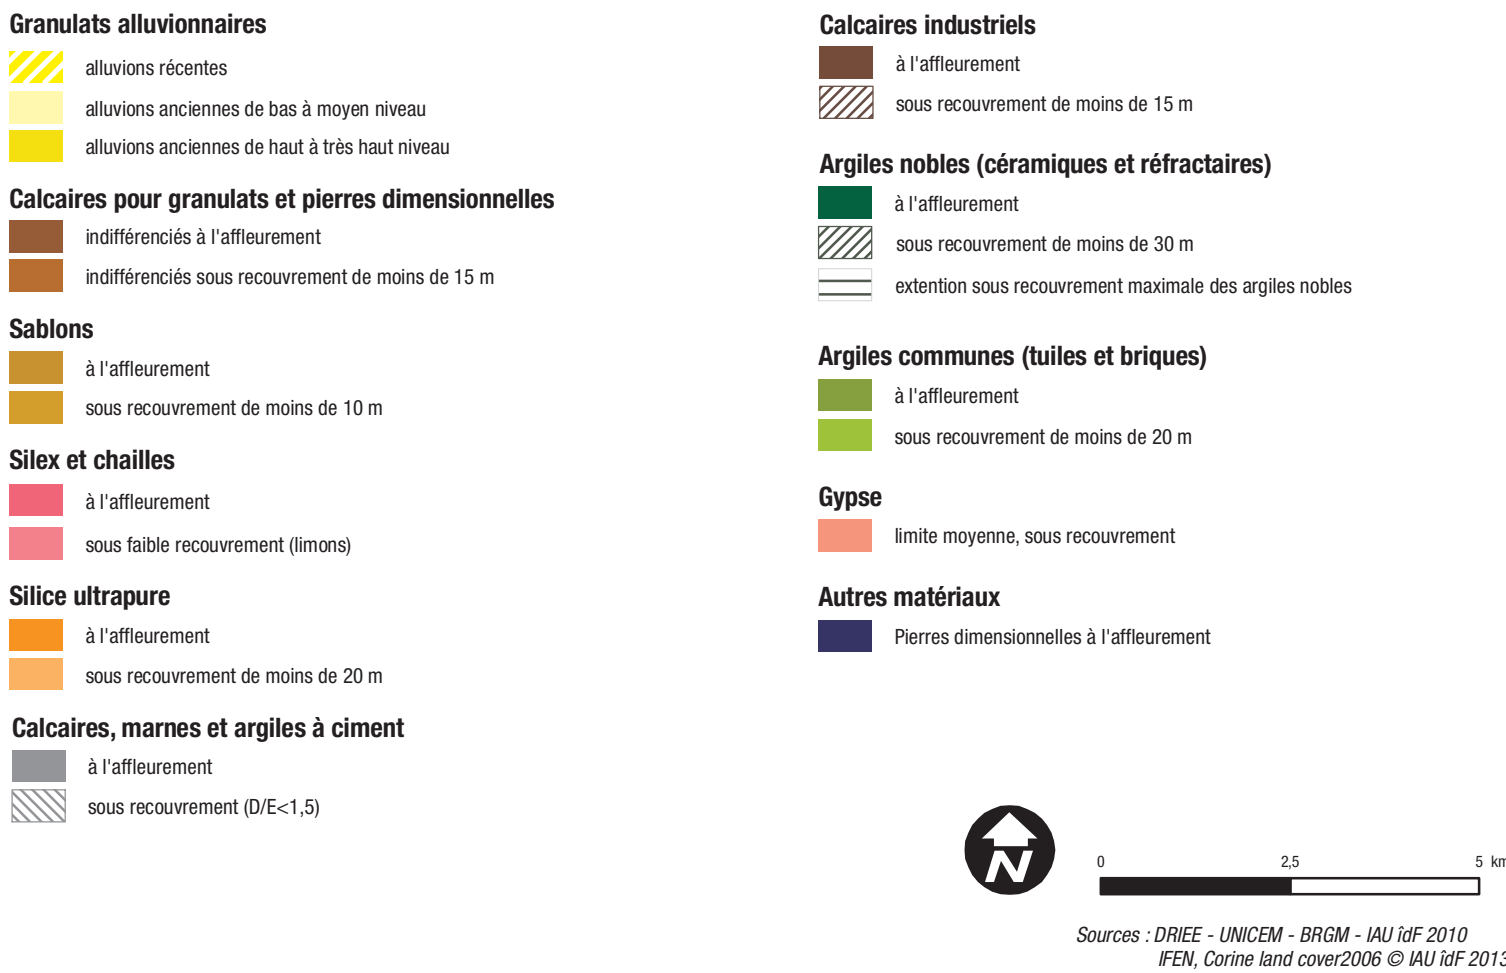 Granulats alluvionnaires
alluvions récentes
alluvions anciennes de bas à moyen niveau
alluvions anciennes de haut à très haut niveau
Calcaires pour granulats et pierres dimensionnelles
indifférenciés à l'affleurement
indifférenciés sous recouvrement de moins de 15 m
Sablons
à l'affleurement
sous recouvrement de moins de 10 m
Silex et chailles
à l'affleurement
sous faible recouvrement (limons)
Silice ultrapure
à l'affleurement
sous recouvrement de moins de 20 m
Calcaires, marnes et argiles à ciment
à l'affleurement
sous recouvrement (D/E<1,5)
Calcaires industriels
à l'affleurement
sous recouvrement de moins de 15 m
Argiles nobles (céramiques et réfractaires)
à l'affleurement
sous recouvrement de moins de 30 m
extention sous recouvrement maximale des argiles nobles
Argiles communes (tuiles et briques)
à l'affleurement
sous recouvrement de moins de 20 m
Gypse
limite moyenne, sous recouvrement
Autres matériaux
Pierres dimensionnelles à l'affleurement
N
0 2,5 5 km
Sources : DRIEE - UNICEM - BRGM - IAU îdF 2010
IFEN, Corine land cover2006 © IAU îdF 2013